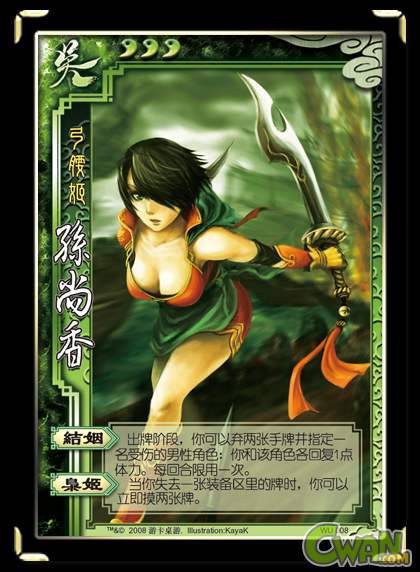 吴
弓腰姬
孫尚香
結姻
出牌阶段，你可以弃两张手牌并指定一
名受伤的男性角色：你和该角色各回复1点
体力。每回合限用一次。
枭姬
当你失去一张装备区里的牌时，你可以
立即摸两张牌。
™&© 2008 游卡桌游. Illustration:KayaK
WU 08
CWAN.COM